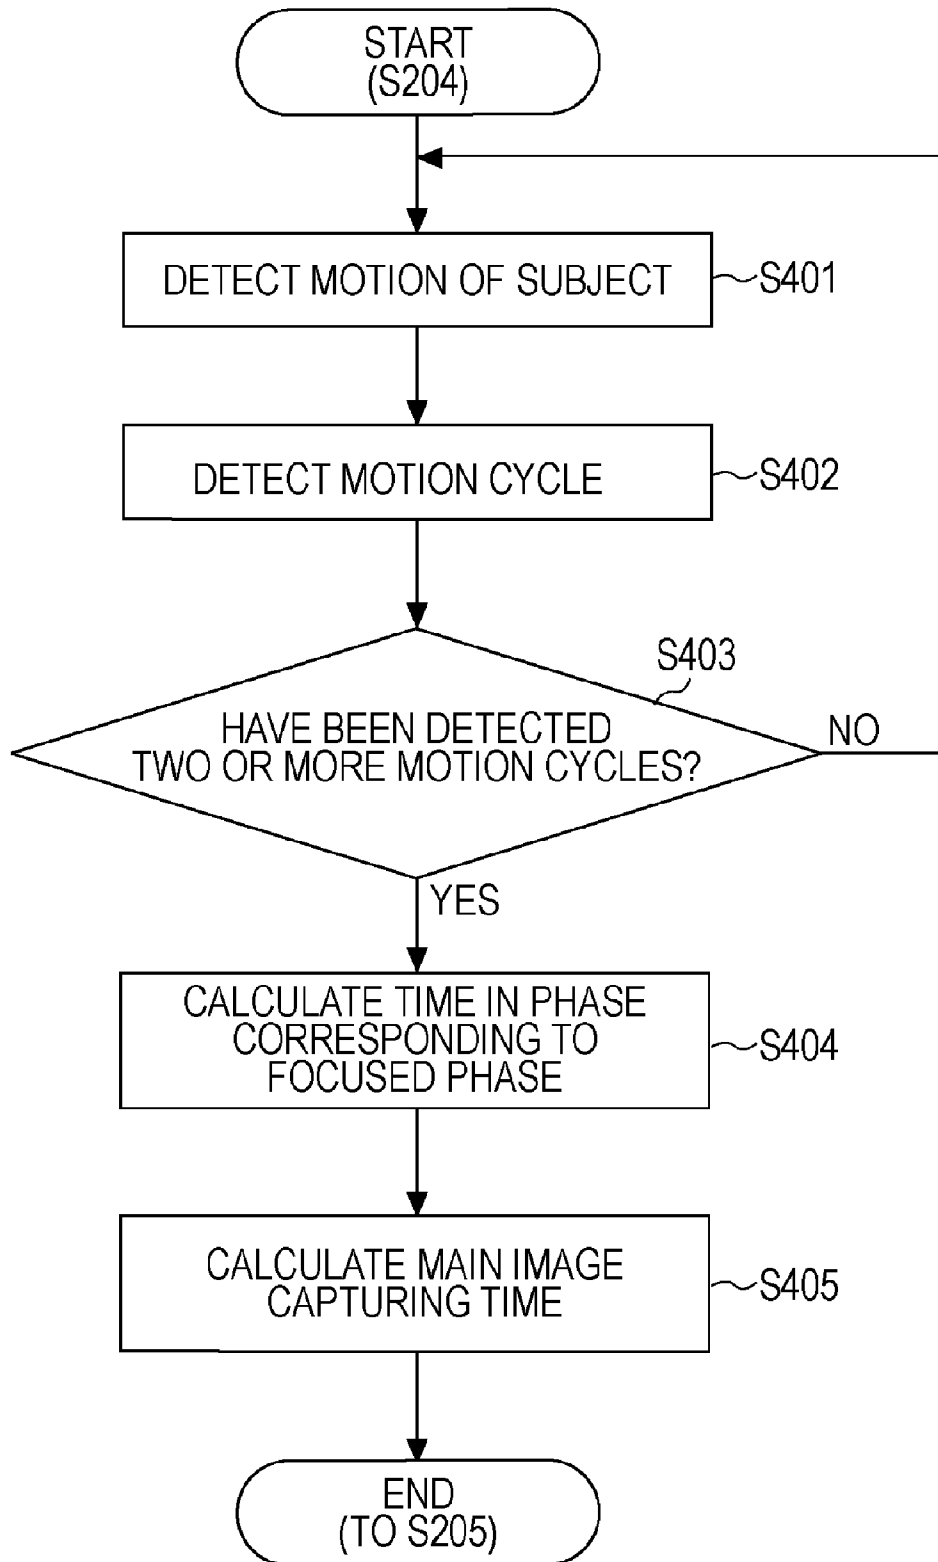 START
(S204)
DETECT MOTION OF SUBJECT
S401
DETECT MOTION CYCLE
S402
S403
HAVE BEEN DETECTED
TWO OR MORE MOTION CYCLES?
NO
YES
CALCULATE TIME IN PHASE
CORRESPONDING TO
FOCUSED PHASE
S404
CALCULATE MAIN IMAGE
CAPTURING TIME
S405
END
(TO S205)